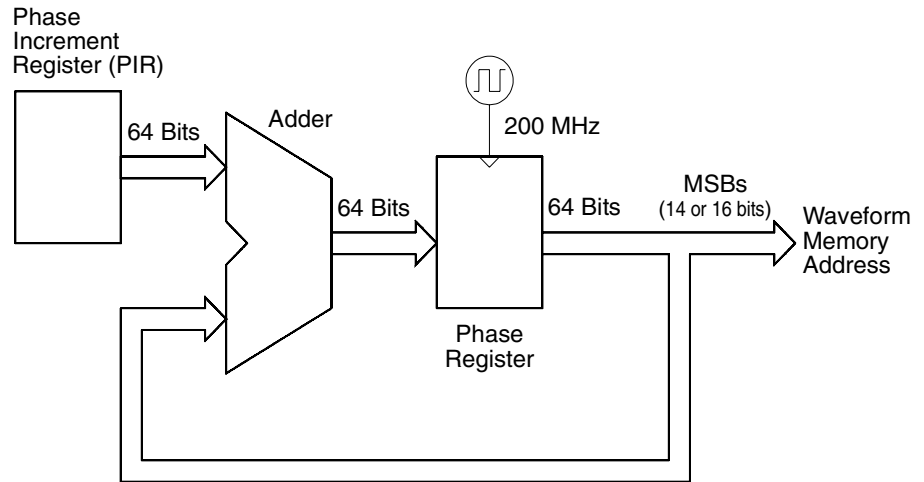 Phase
Increment
Register (PIR)
64 Bits
Adder
64 Bits
200 MHz
64 Bits
MSBs
(14 or 16 bits)
Waveform
Memory
Address
Phase
Register